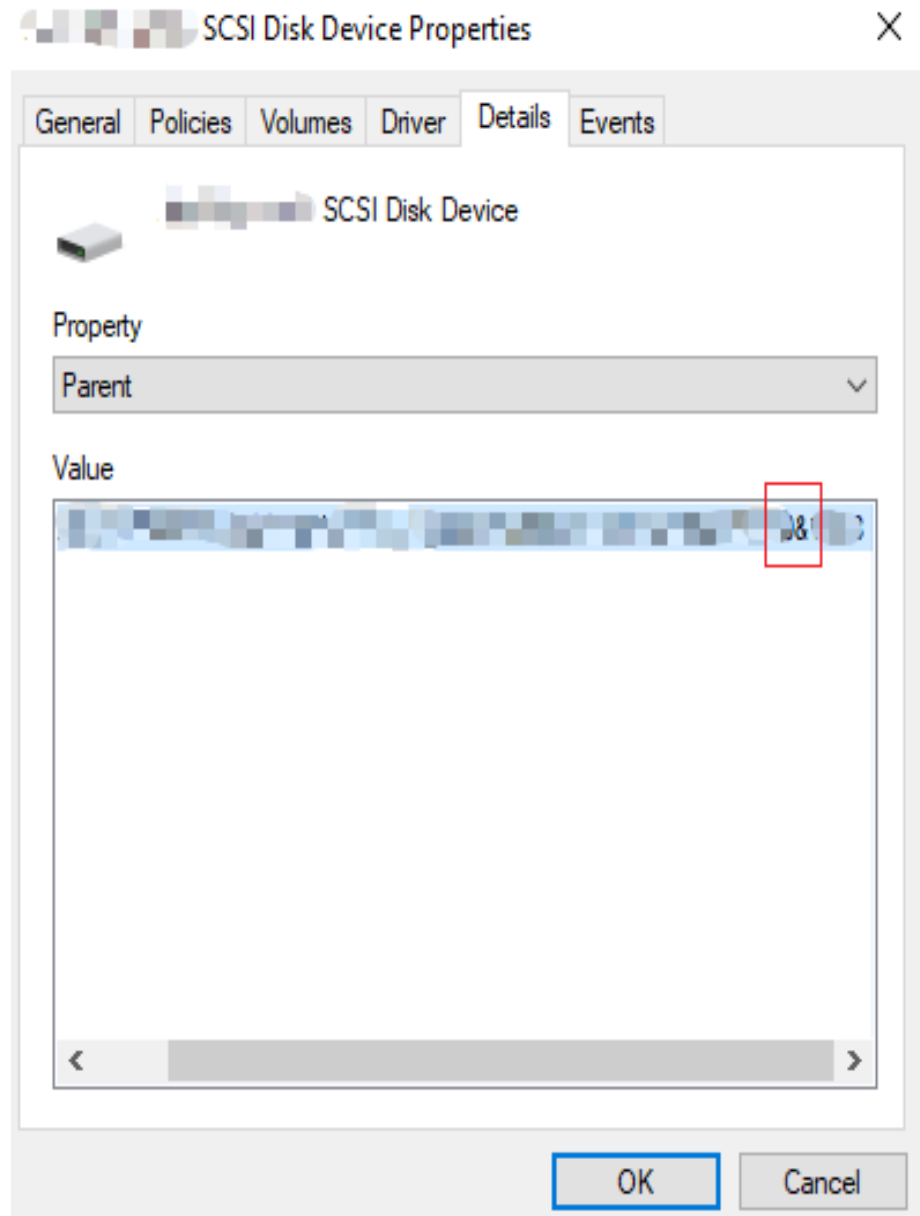 SCSI Disk Device Properties
General Policies Volumes Driver Details Events
SCSI Disk Device
Property
Parent
Value
OK Cancel